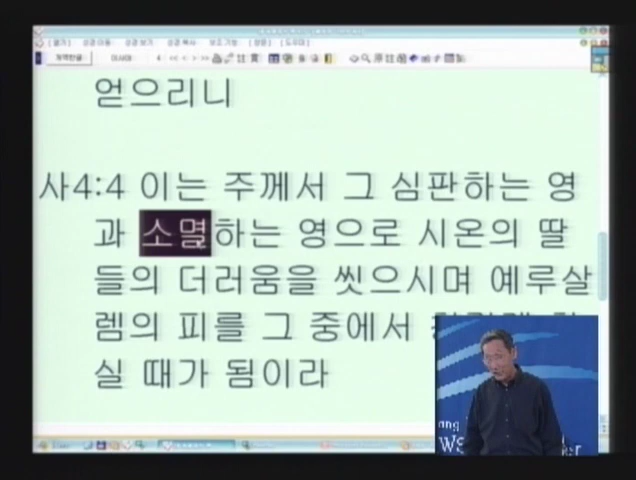 얻으리니
사4:4 이는 주께서 그 심판하는 영
과 소멸하는 영으로 시온의 딸
들의 더러움을 씻으시며 예루살
렘의 피를 그 중에서
실 때가 됨이라
ang